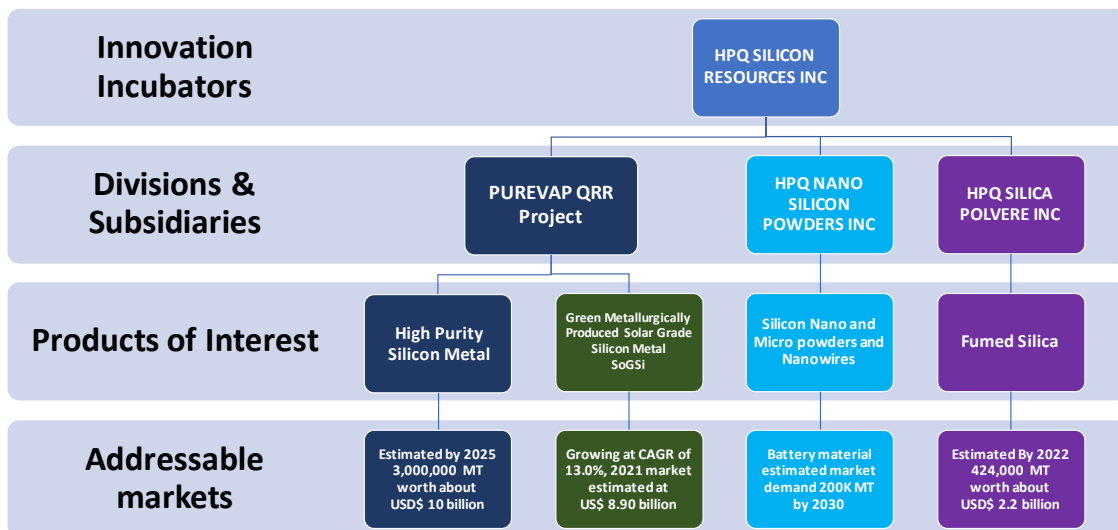 Innovation
Incubators
HPQ SILICON
RESOURCES INC
Divisions &
Subsidiaries
PUREVAP QRR
Project
HPQ NANO
SILICON
POWDERS INC
HPQ SILICA
POLVERE INC
Products of Interest
High Purity
Silicon Metal
Green Metallurgically
Produced Solar Grade
Silicon Metal
SoGSi
Silicon Nano and
Micro powders and
Nanowires
Fumed Silica
Addressable
markets
Estimated by 2025
3,000,000 MT
worth about
USD$ 10 billion
Growing at CAGR of
13.0%, 2021 market
estimated at
US$ 8.90 billion
Battery material
estimated market
demand 200K MT
by 2030
Estimated By 2022
424,000 MT
worth about
USD$ 2.2 billion